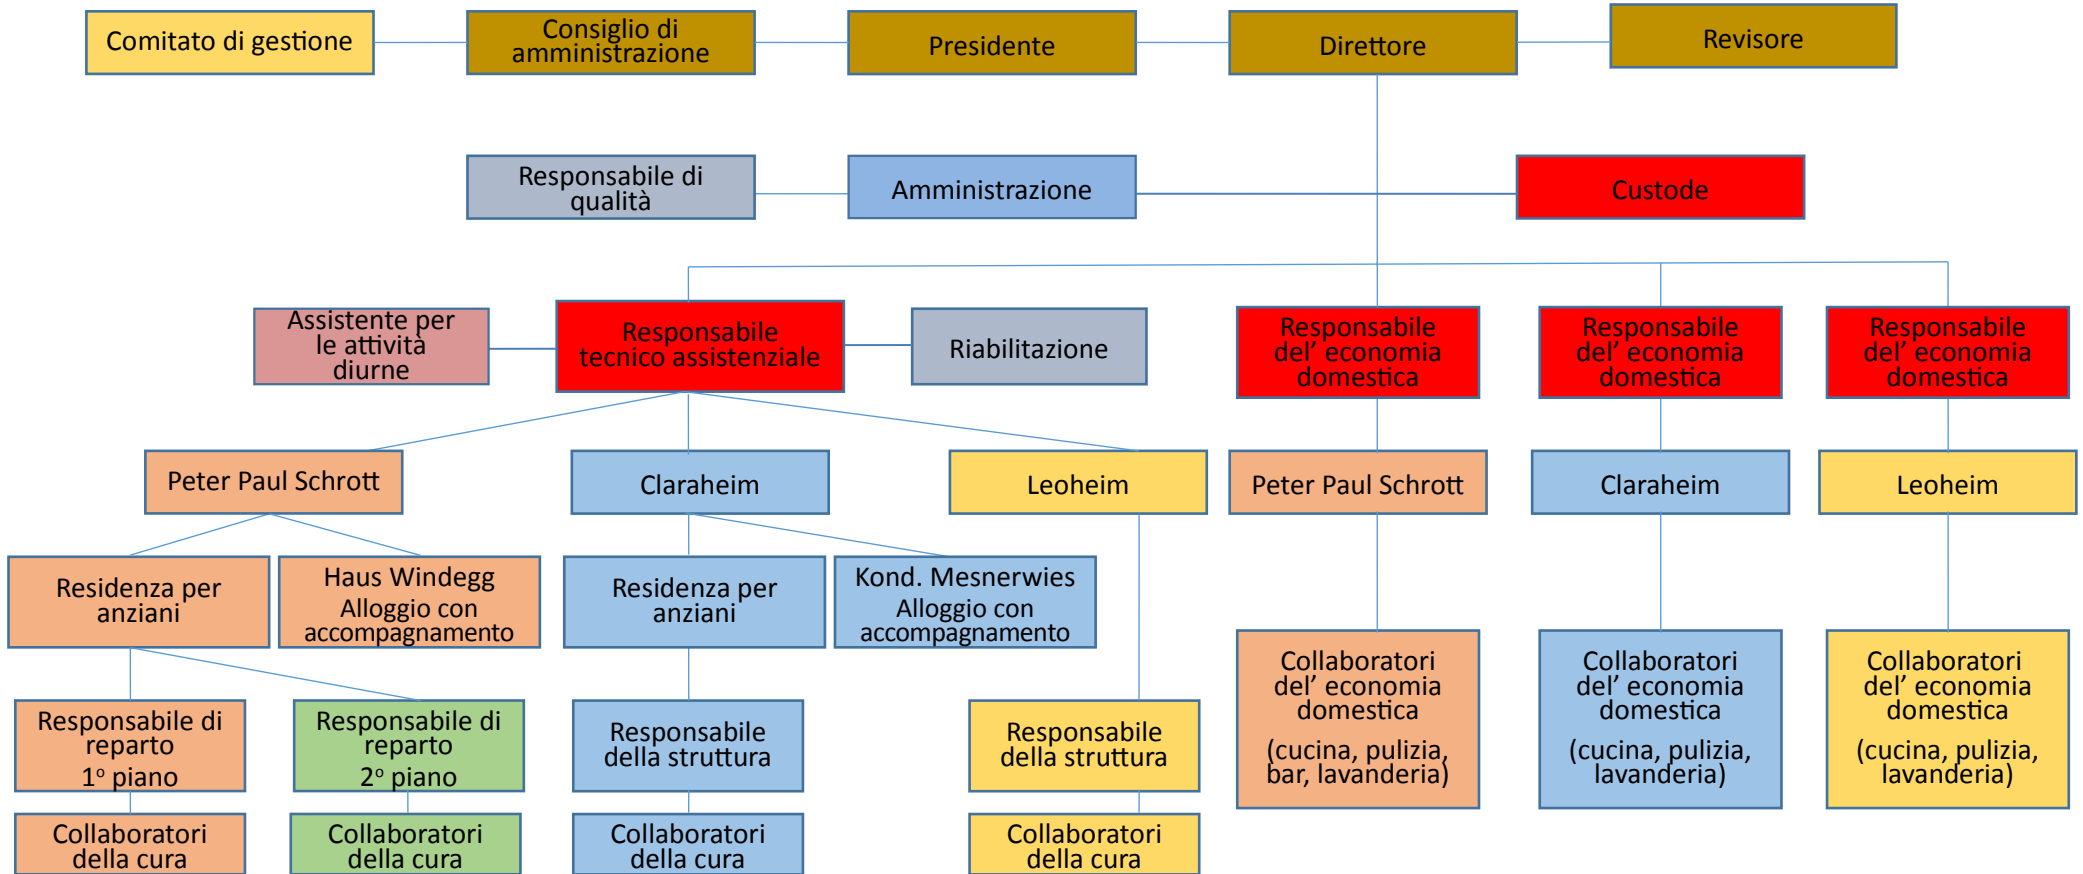 Comitato di gestione
Consiglio di
amministrazione
Presidente
Direttore
Revisore
Responsabile di
qualità
Amministrazione
Custode
Assistente per
le attività
diurne
Responsabile
tecnico assistenziale
Riabilitazione
Responsabile
del’ economia
domestica
Responsabile
del’ economia
domestica
Responsabile
del’ economia
domestica
Peter Paul Schrott
Claraheim
Leoheim
Peter Paul Schrott
Claraheim
Leoheim
Residenza per
anziani
Haus Windegg
Alloggio con
accompagnamento
Residenza per
anziani
Kond. Mesnerwies
Alloggio con
accompagnamento
Collaboratori
del’ economia
domestica
(cucina, pulizia,
bar, lavanderia)
Collaboratori
del’ economia
domestica
(cucina, pulizia,
lavanderia)
Collaboratori
del’ economia
domestica
(cucina, pulizia,
lavanderia)
Responsabile di
reparto
1º piano
Responsabile di
reparto
2º piano
Responsabile
della struttura
Responsabile
della struttura
Collaboratori
della cura
Collaboratori
della cura
Collaboratori
della cura
Collaboratori
della cura